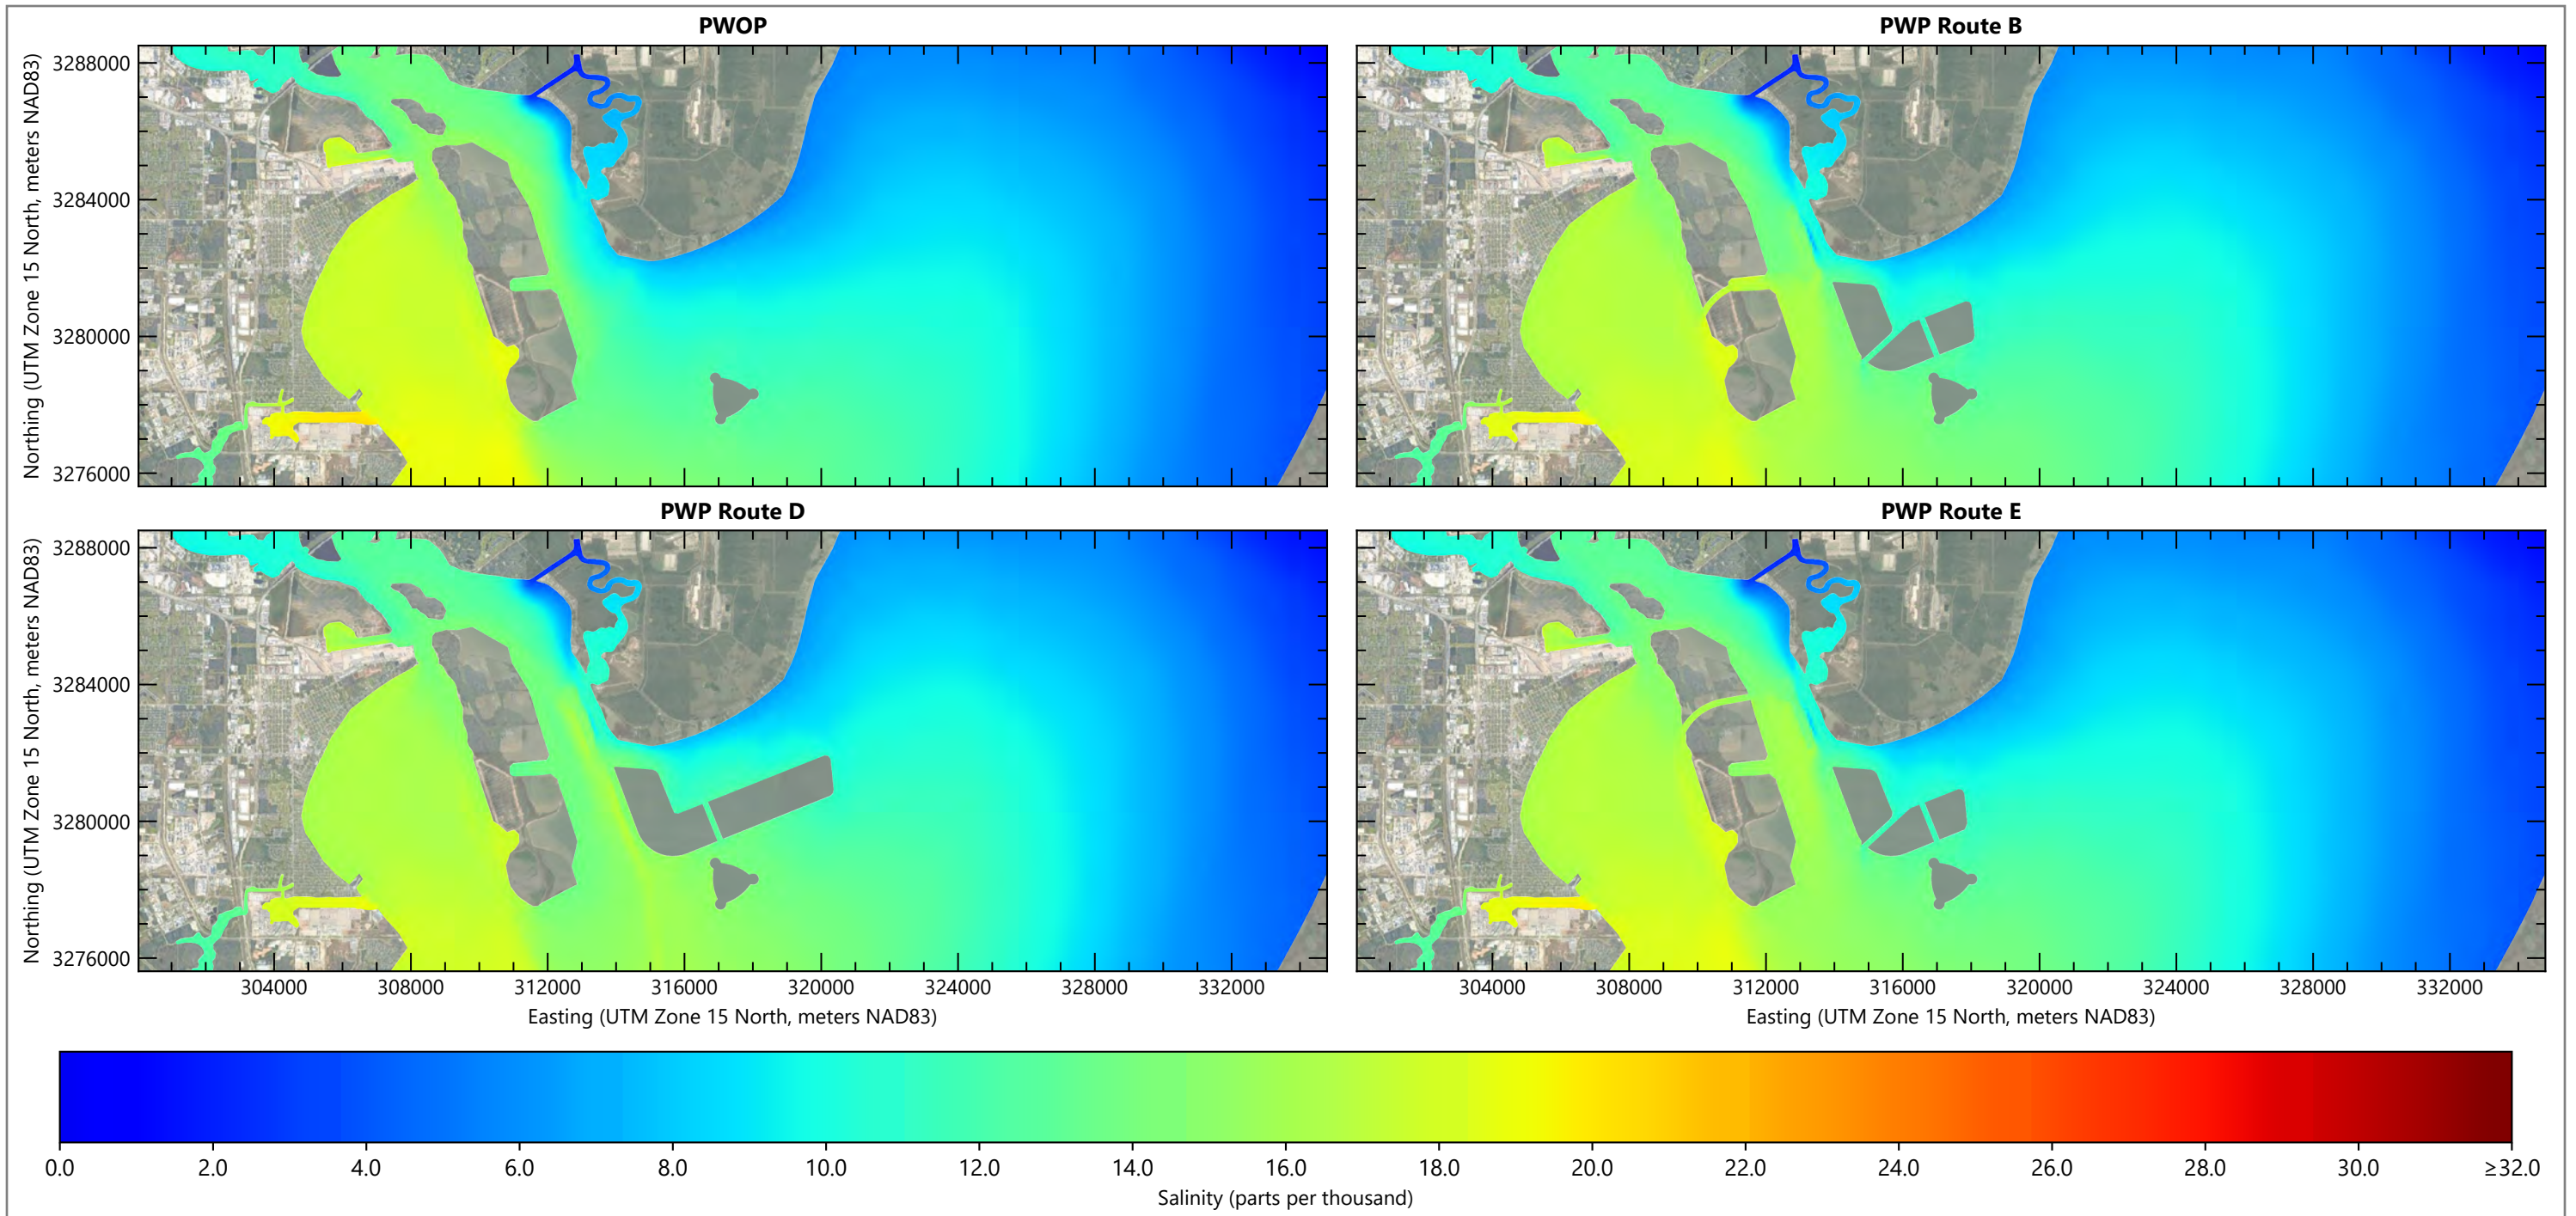 PWOP
PWP Route B
Northing (UTM Zone 15 North, meters NAD83)
3288000
3284000
3280000
3276000
PWP Route D
PWP Route E
Northing (UTM Zone 15 North, meters NAD83)
3288000
3284000
3280000
3276000
304000 308000 312000 316000 320000 324000 328000 332000
304000 308000 312000 316000 320000 324000 328000 332000
Easting (UTM Zone 15 North, meters NAD83)
Easting (UTM Zone 15 North, meters NAD83)
0.0 2.0 4.0 6.0 8.0 10.0 12.0 14.0 16.0 18.0 20.0 22.0 24.0 26.0 28.0 30.0 ≥32.0
Salinity (parts per thousand)